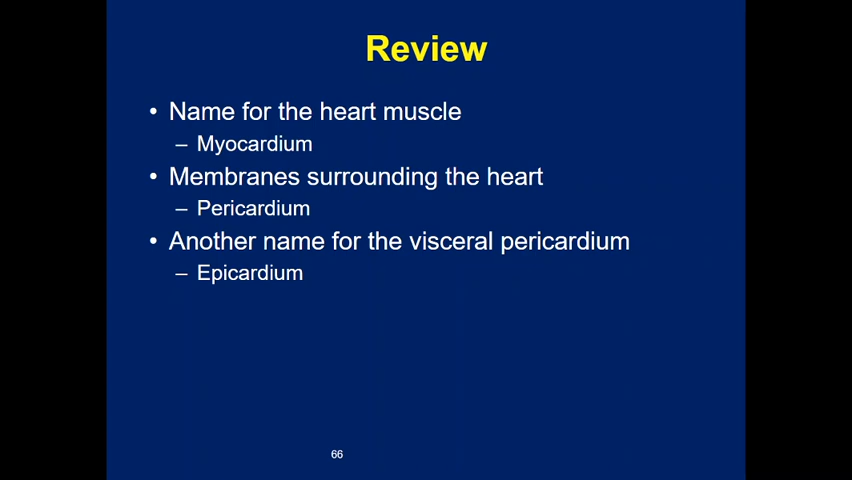 Review
• Name for the heart muscle
– Myocardium
• Membranes surrounding the heart
– Pericardium
• Another name for the visceral pericardium
– Epicardium
66